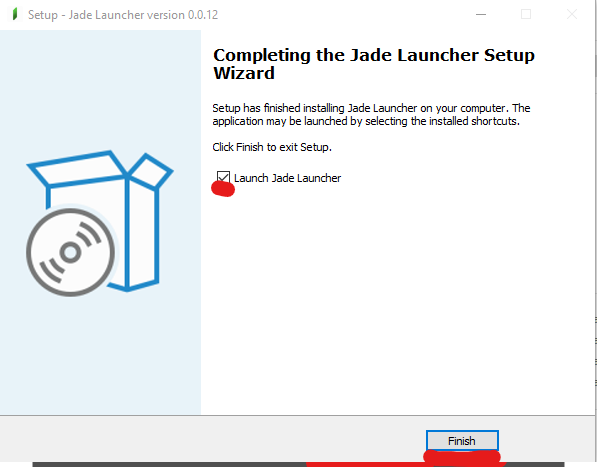 Setup - Jade Launcher version 0.0.12
Completing the Jade Launcher Setup
Wizard
Setup has finished installing Jade Launcher on your computer. The
application may be launched by selecting the installed shortcuts.
Click Finish to exit Setup.
Launch Jade Launcher
Finish